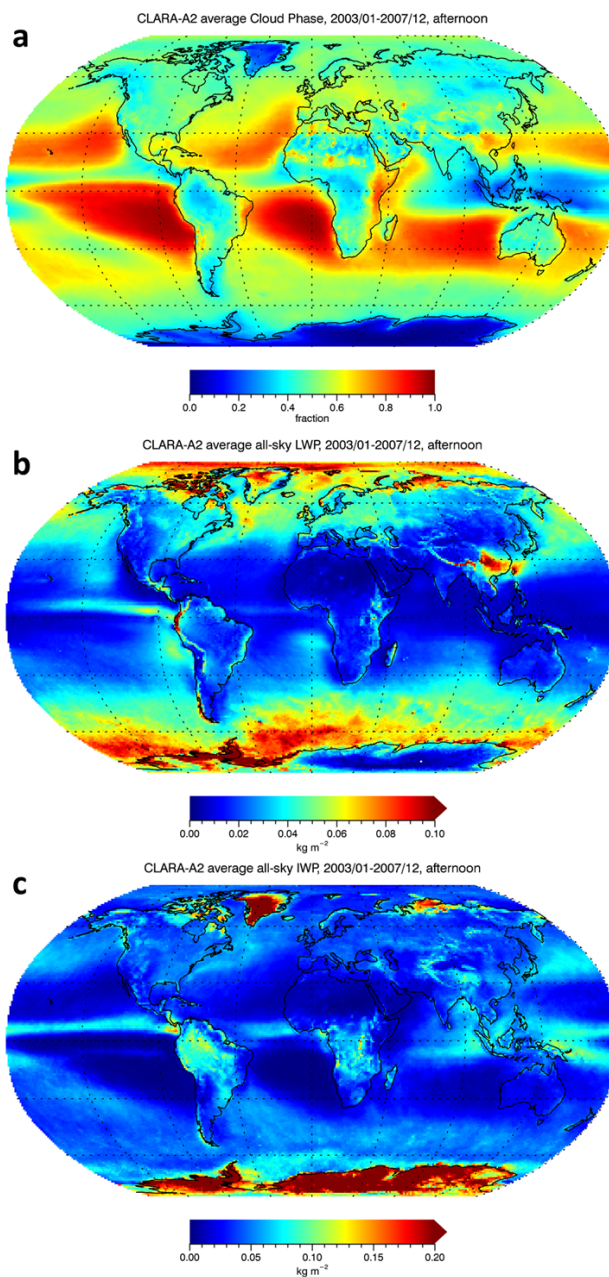 a
CLARA-A2 average Cloud Phase, 2003/01-2007/12, afternoon
0.0 0.2 0.4 0.6 0.8 1.0
fraction
b
CLARA-A2 average all-sky LWP, 2003/01-2007/12, afternoon
0.00 0.02 0.04 0.06 0.08 0.10
kg m⁻²
c
CLARA-A2 average all-sky IWP, 2003/01-2007/12, afternoon
0.00 0.05 0.10 0.15 0.20
kg m⁻²